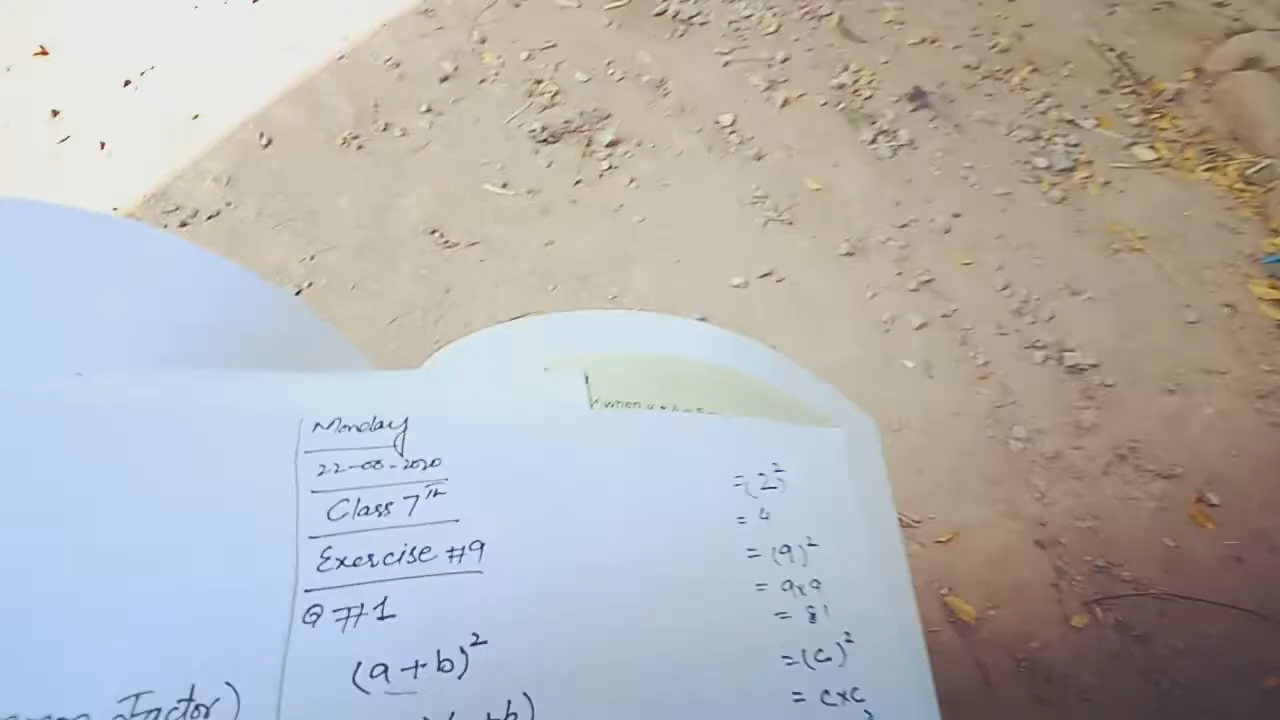 when
Monday
22-08-2020
Class 7th
Exercise #9
Q #1
(a+b)²
+b)
Factor)
=(2)²
= 4
= (9)²
= 9x9
= 81
=(c)²
= cxc